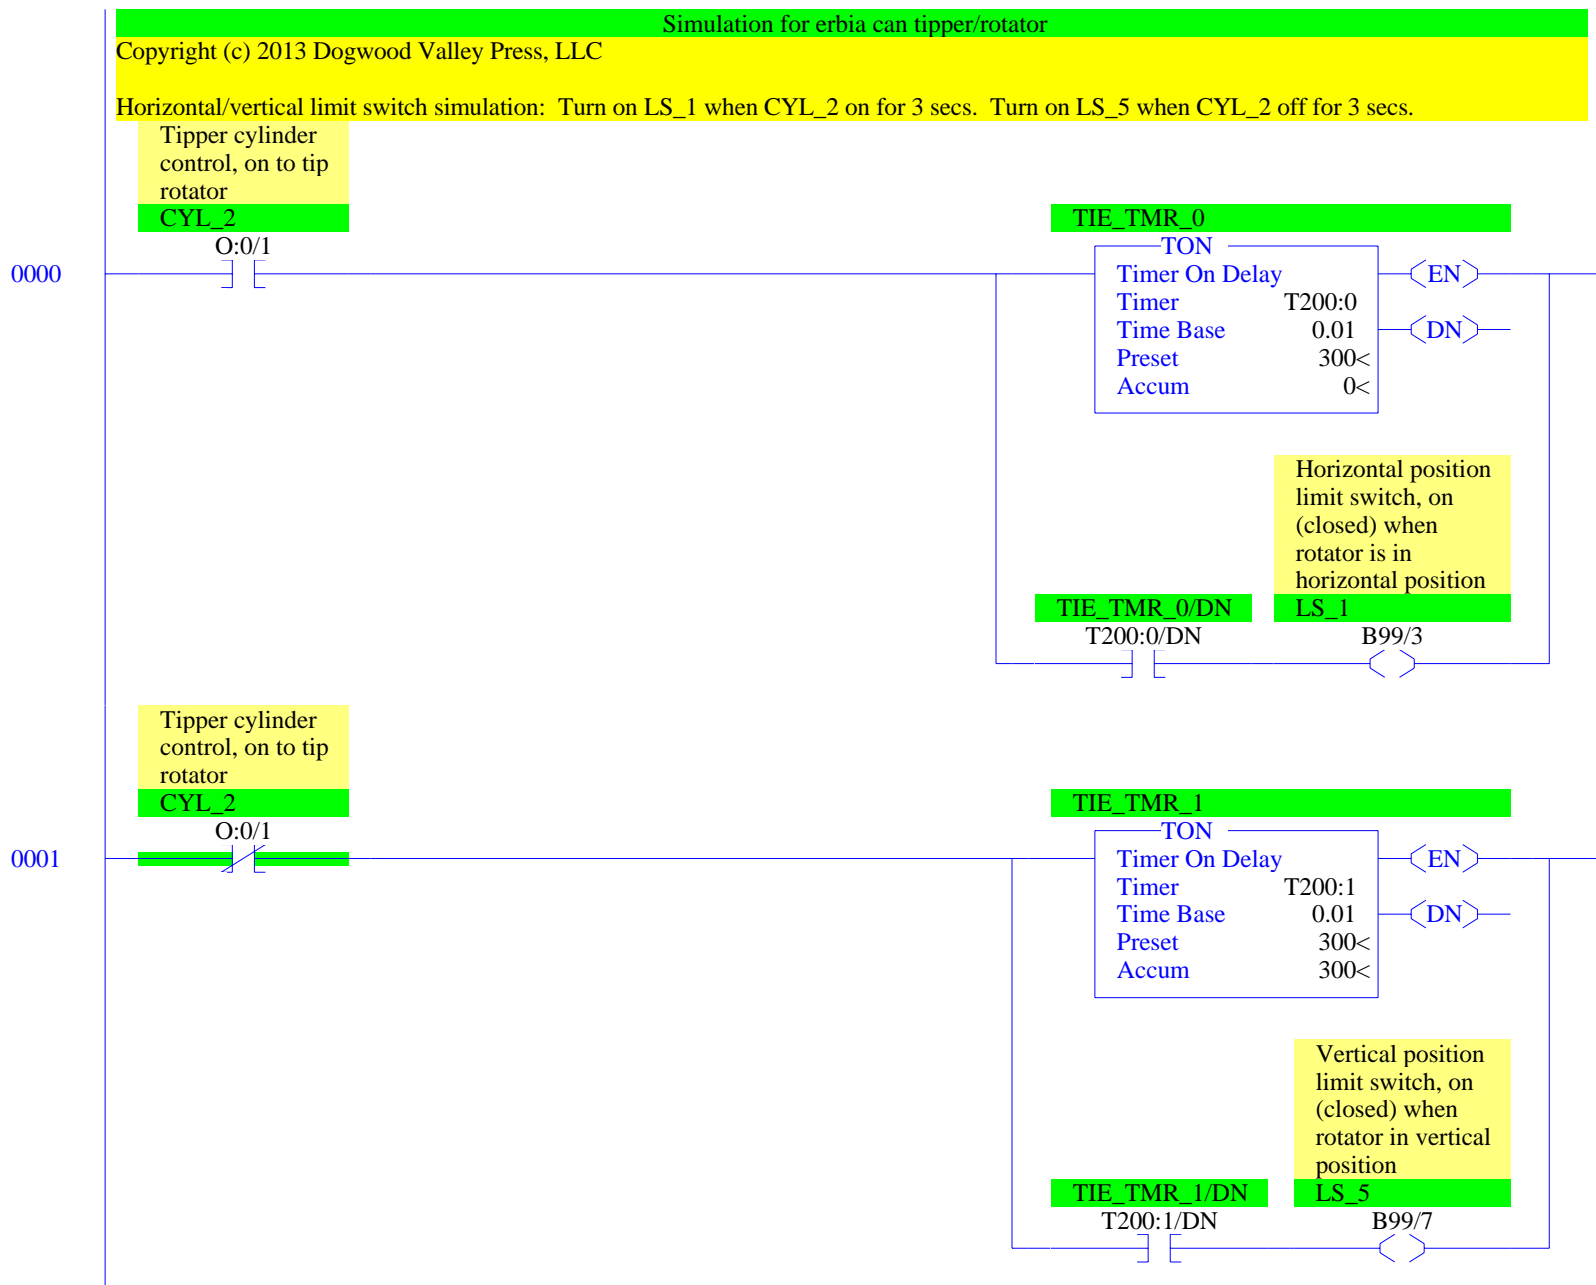 Simulation for erbia can tipper/rotator
Copyright (c) 2013 Dogwood Valley Press, LLC
Horizontal/vertical limit switch simulation:  Turn on LS_1 when CYL_2 on for 3 secs.  Turn on LS_5 when CYL_2 off for 3 secs.
Tipper cylinder
control, on to tip
rotator
CYL_2
O:0/1
0000
TIE_TMR_0
TON
Timer On Delay
Timer T200:0
Time Base 0.01
Preset 300<
Accum 0<
EN
DN
Horizontal position
limit switch, on
(closed) when
rotator is in
horizontal position
TIE_TMR_0/DN
LS_1
T200:0/DN
B99/3
Tipper cylinder
control, on to tip
rotator
CYL_2
O:0/1
0001
TIE_TMR_1
TON
Timer On Delay
Timer T200:1
Time Base 0.01
Preset 300<
Accum 300<
EN
DN
Vertical position
limit switch, on
(closed) when
rotator in vertical
position
TIE_TMR_1/DN
LS_5
T200:1/DN
B99/7